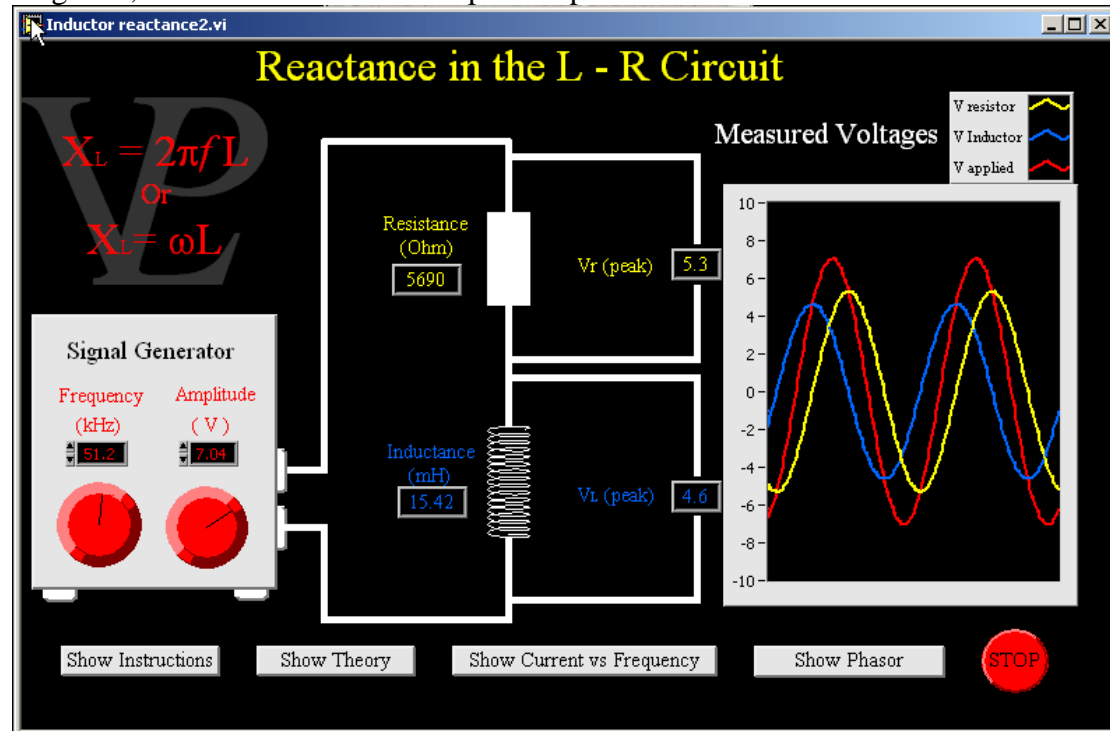 Inductor reactance2.vi
Reactance in the L - R Circuit
VPL
XL = 2πf L
Or
XL= ωL
Measured Voltages
V resistor
V Inductor
V applied
Resistance
(Ohm)
5690
Vr (peak) 5.3
Signal Generator
Frequency
(kHz)
51.2
Amplitude
( V )
7.04
Inductance
(mH)
15.42
VL (peak) 4.6
10
8
6
4
2
0
-2
-4
-6
-8
-10
Show Instructions
Show Theory
Show Current vs Frequency
Show Phasor
STOP